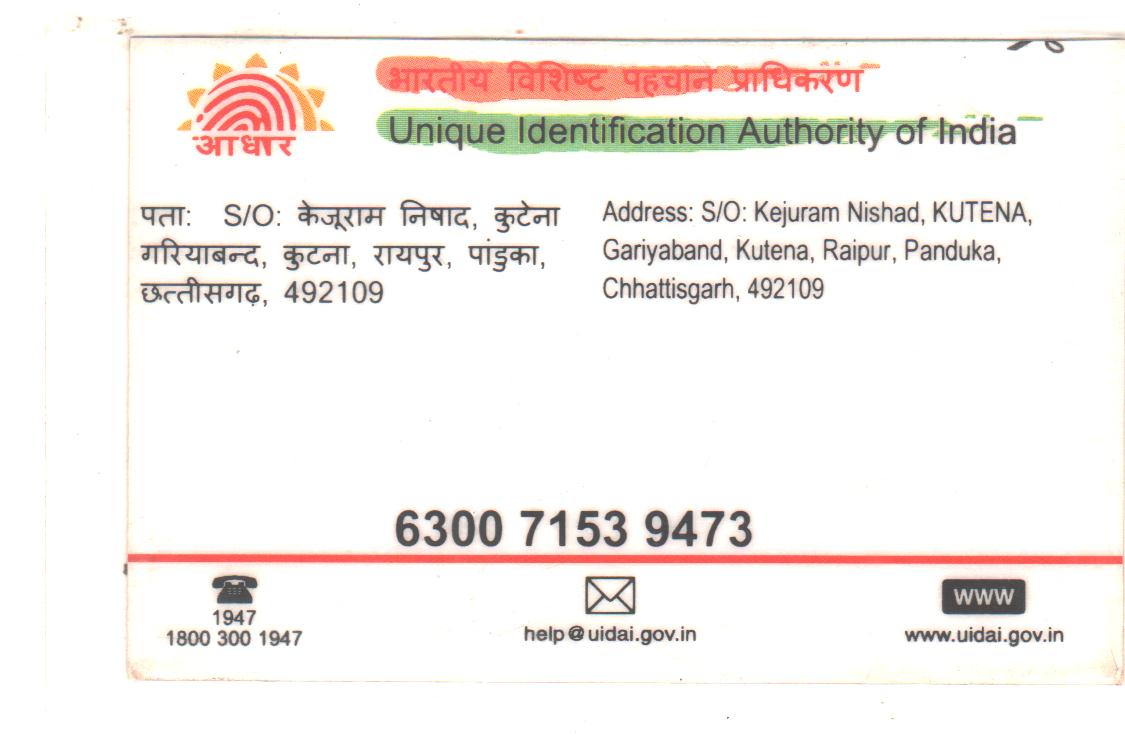 भारतीय विशिष्ट पहचान प्राधिकरण
Unique Identification Authority of India
आधार
पता: S/O: केजूराम निषाद, कुटेना
गरियाबन्द, कुटना, रायपुर, पांडुका,
छत्तीसगढ़, 492109
Address: S/O: Kejuram Nishad, KUTENA,
Gariyaband, Kutena, Raipur, Panduka,
Chhattisgarh, 492109
6300 7153 9473
1947
1800 300 1947
help@uidai.gov.in
www
www.uidai.gov.in